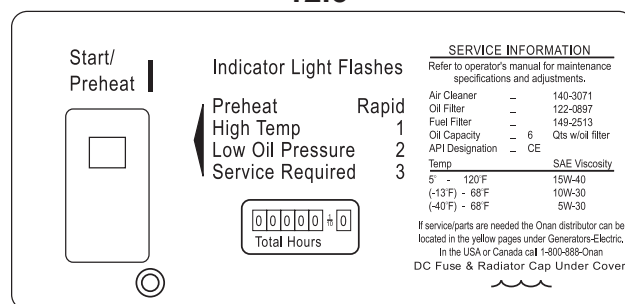 Start/
Preheat
Indicator Light Flashes
Preheat Rapid
High Temp 1
Low Oil Pressure 2
Service Required 3
0 0 0 0 0 1/10 0
Total Hours
SERVICE INFORMATION
Refer to operator's manual for maintenance
specifications and adjustments.
Air Cleaner – 140-3071
Oil Filter – 122-0897
Fuel Filter – 149-2513
Oil Capacity – 6 Qts w/oil filter
API Designation – CE
Temp SAE Viscosity
5° - 120°F 15W-40
(-13°F) - 68°F 10W-30
(-40°F) - 68°F 5W-30
If service/parts are needed the Onan distributor can be
located in the yellow pages under Generators-Electric.
In the USA or Canada call 1-800-888-Onan
DC Fuse & Radiator Cap Under Cover